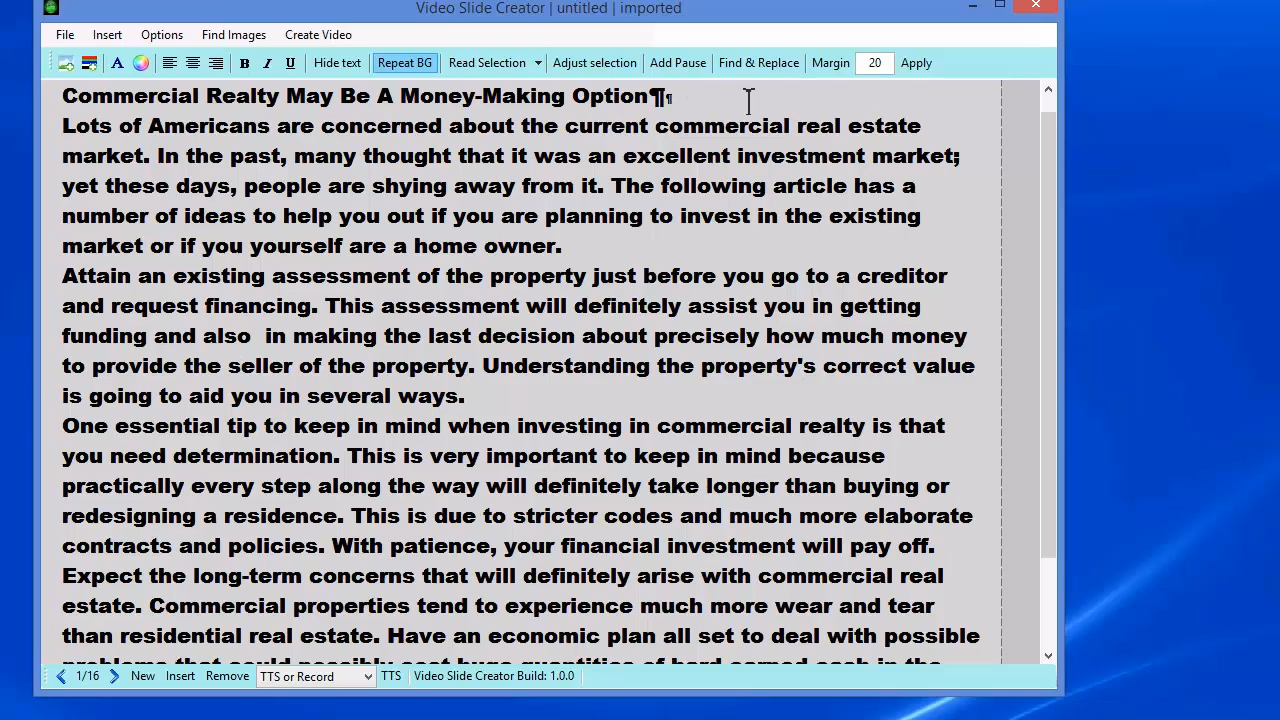 Video Slide Creator | untitled | imported
File Insert Options Find Images Create Video
A B I U Hide text Repeat BG Read Selection Adjust selection Add Pause Find & Replace Margin 20 Apply
Commercial Realty May Be A Money-Making Option¶¶
Lots of Americans are concerned about the current commercial real estate
market. In the past, many thought that it was an excellent investment market;
yet these days, people are shying away from it. The following article has a
number of ideas to help you out if you are planning to invest in the existing
market or if you yourself are a home owner.
Attain an existing assessment of the property just before you go to a creditor
and request financing. This assessment will definitely assist you in getting
funding and also  in making the last decision about precisely how much money
to provide the seller of the property. Understanding the property's correct value
is going to aid you in several ways.
One essential tip to keep in mind when investing in commercial realty is that
you need determination. This is very important to keep in mind because
practically every step along the way will definitely take longer than buying or
redesigning a residence. This is due to stricter codes and much more elaborate
contracts and policies. With patience, your financial investment will pay off.
Expect the long-term concerns that will definitely arise with commercial real
estate. Commercial properties tend to experience much more wear and tear
than residential real estate. Have an economic plan all set to deal with possible
problems that could possibly cost huge quantities of hard earned cash in the
1/16 New Insert Remove TTS or Record TTS Video Slide Creator Build: 1.0.0